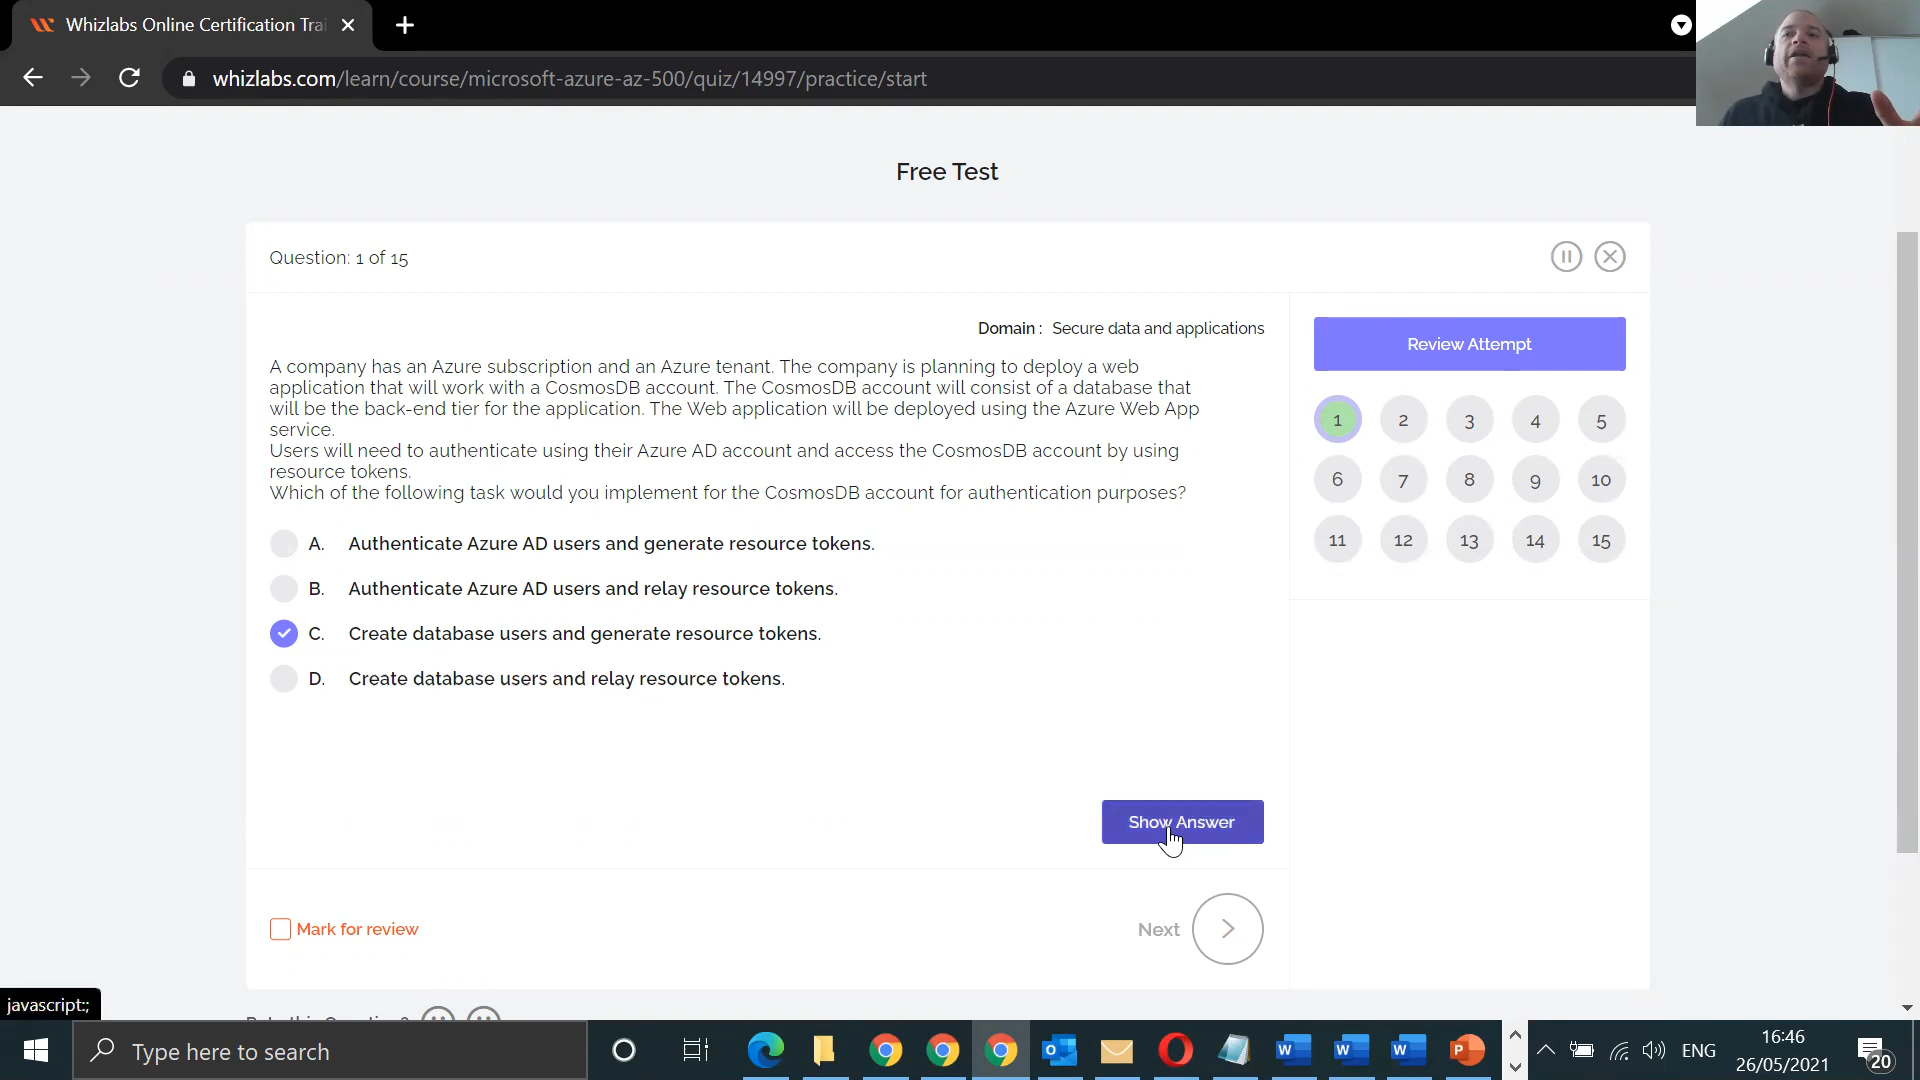 Whizlabs Online Certification Trai
whizlabs.com/learn/course/microsoft-azure-az-500/quiz/14997/practice/start
Free Test
Question: 1 of 15
Domain : Secure data and applications
A company has an Azure subscription and an Azure tenant. The company is planning to deploy a web
application that will work with a CosmosDB account. The CosmosDB account will consist of a database that
will be the back-end tier for the application. The Web application will be deployed using the Azure Web App
service.
Users will need to authenticate using their Azure AD account and access the CosmosDB account by using
resource tokens.
Which of the following task would you implement for the CosmosDB account for authentication purposes?
A. Authenticate Azure AD users and generate resource tokens.
B. Authenticate Azure AD users and relay resource tokens.
C. Create database users and generate resource tokens.
D. Create database users and relay resource tokens.
Show Answer
Mark for review
Next
Review Attempt
1 2 3 4 5
6 7 8 9 10
11 12 13 14 15
javascript:;
Type here to search
ENG
16:46
26/05/2021
20